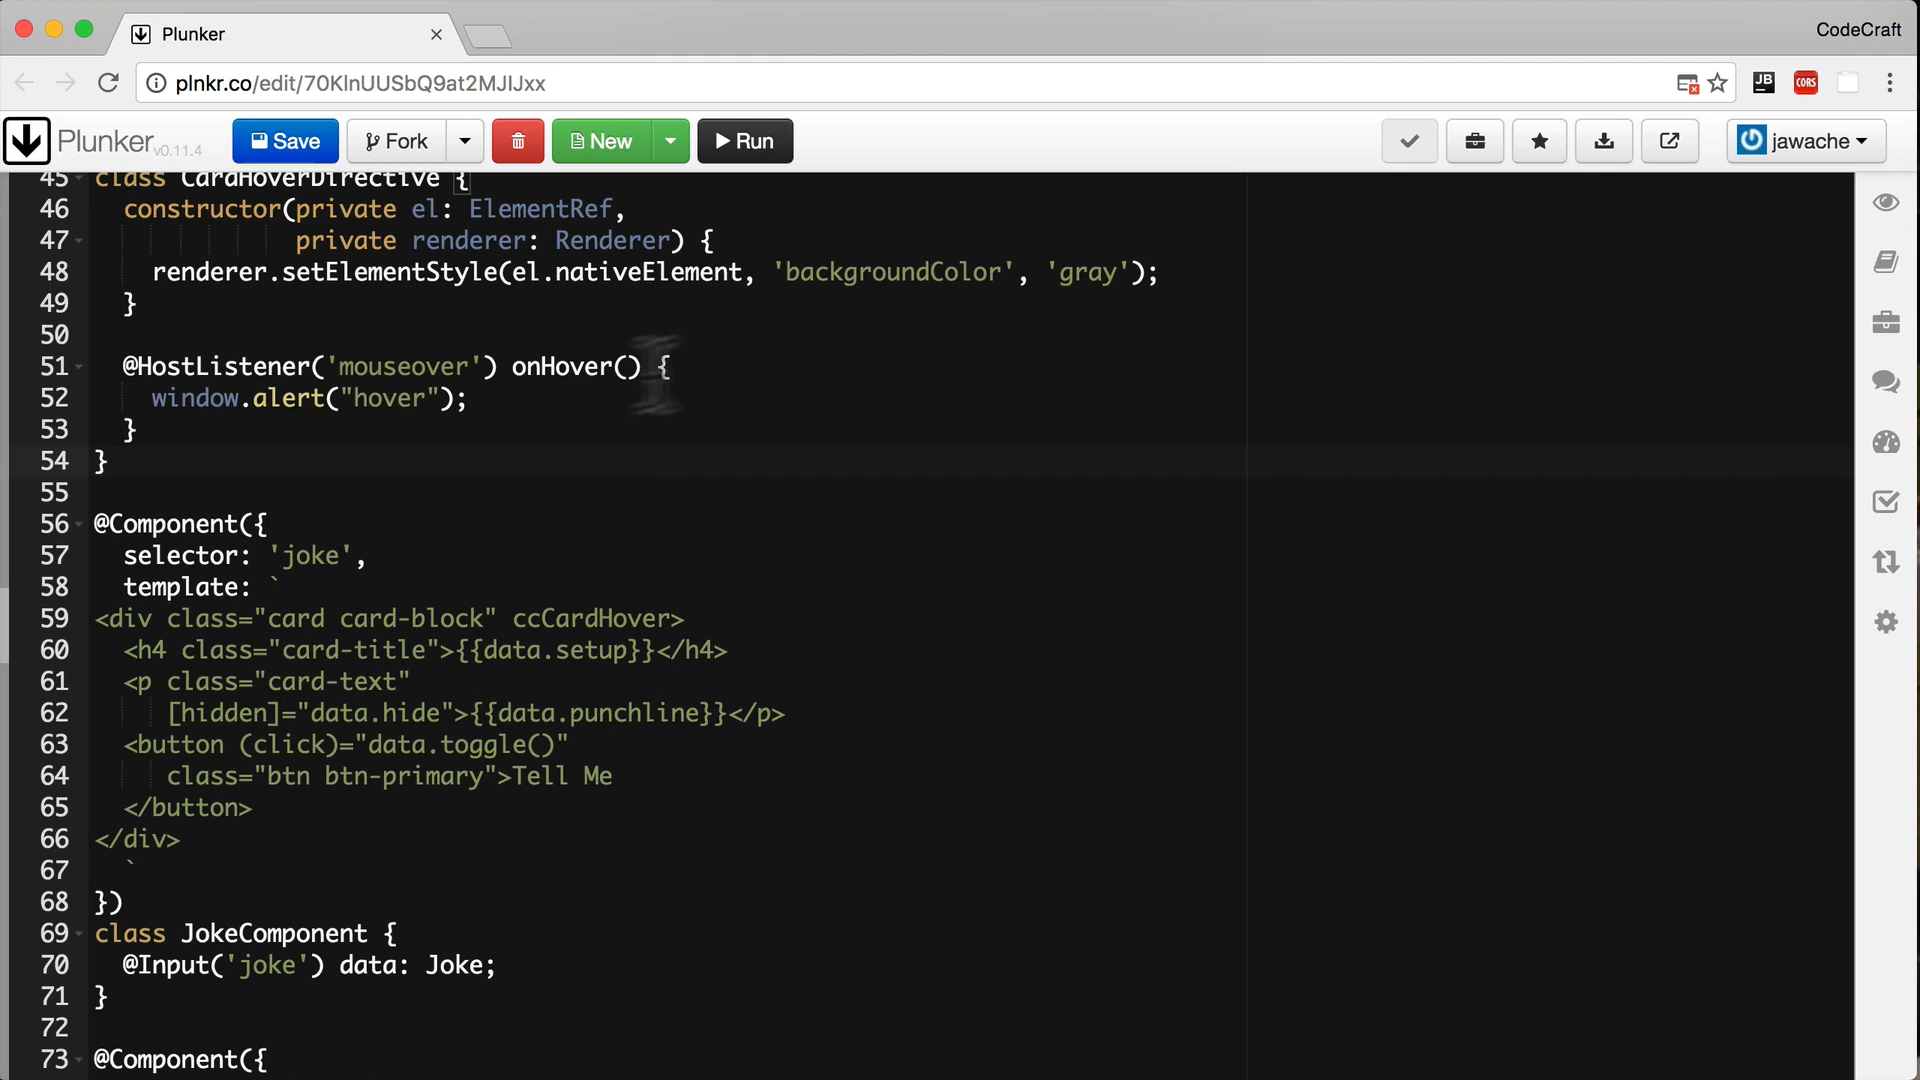 Plunker
CodeCraft
plnkr.co/edit/70KlnUUSbQ9at2MJIJxx
JB
CORS
Plunker v0.11.4
Save
Fork
New
Run
jawache
45 class CardHoverDirective {
46 constructor(private el: ElementRef,
47 private renderer: Renderer) {
48 renderer.setElementStyle(el.nativeElement, 'backgroundColor', 'gray');
49 }
50
51 @HostListener('mouseover') onHover() {
52 window.alert("hover");
53 }
54 }
55
56 @Component({
57 selector: 'joke',
58 template: `
59 <div class="card card-block" ccCardHover>
60 <h4 class="card-title">{{data.setup}}</h4>
61 <p class="card-text"
62 [hidden]="data.hide">{{data.punchline}}</p>
63 <button (click)="data.toggle()"
64 class="btn btn-primary">Tell Me
65 </button>
66 </div>
67 `
68 })
69 class JokeComponent {
70 @Input('joke') data: Joke;
71 }
72
73 @Component({